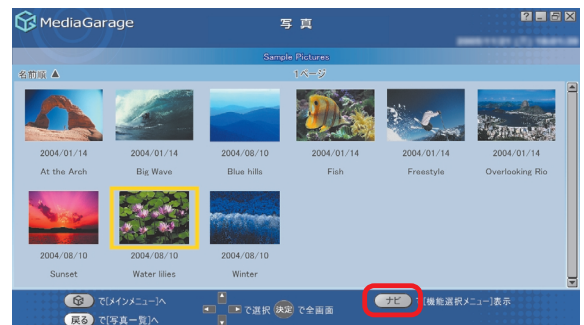 MediaGarage
写真
Sample Pictures
名前順 ▲
1ページ
2004/01/14 2004/01/14 2004/08/10 2004/01/14 2004/01/14 2004/01/14
At the Arch Big Wave Blue hills Fish Freestyle Overlooking Rio
2004/08/10 2004/08/10 2004/08/10
Sunset Water lilies Winter
で[メインメニュー]へ
で選択 決定 で全画面
ナビ で[機能選択メニュー]表示
戻る で[写真一覧]へ